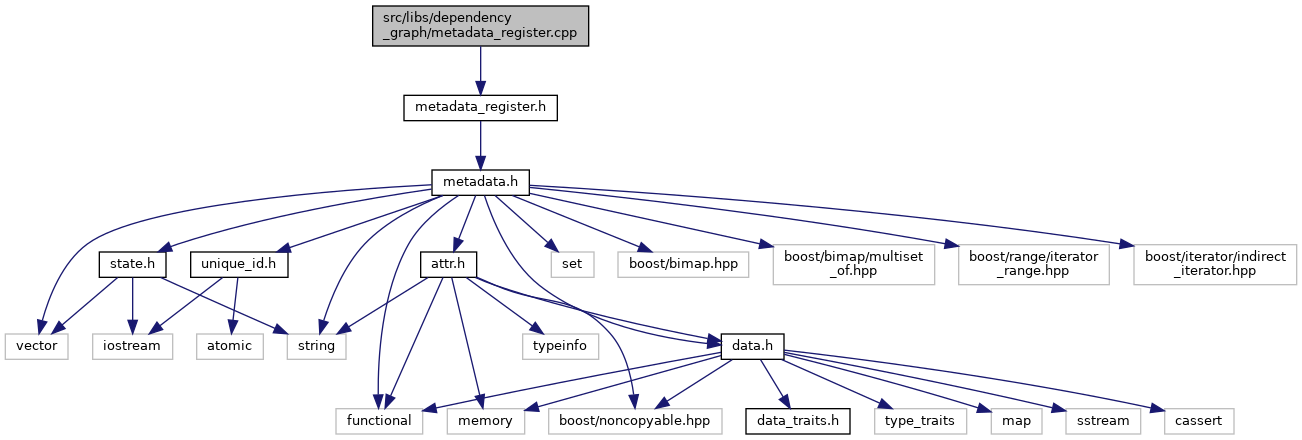 src/libs/dependency
_graph/metadata_register.cpp
metadata_register.h
metadata.h
state.h
unique_id.h
attr.h
set
boost/bimap.hpp
boost/bimap/multiset
_of.hpp
boost/range/iterator
_range.hpp
boost/iterator/indirect
_iterator.hpp
vector
iostream
atomic
string
typeinfo
data.h
functional
memory
boost/noncopyable.hpp
data_traits.h
type_traits
map
sstream
cassert